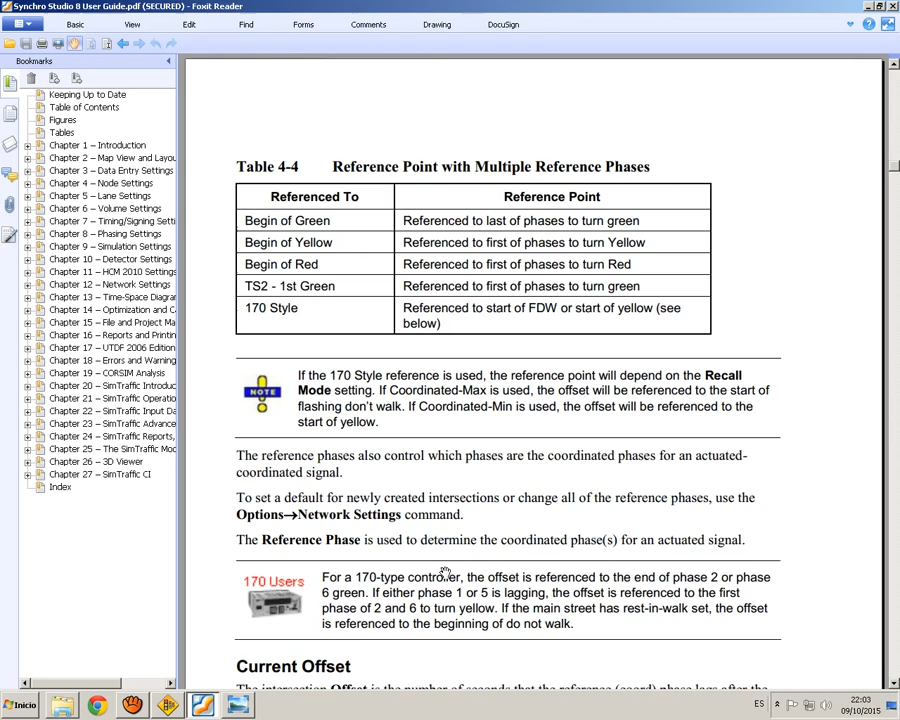 Synchro Studio 8 User Guide.pdf (SECURED) - Foxit Reader
Basic View Edit Find Forms Comments Drawing DocuSign
Bookmarks
Keeping Up to Date
Table of Contents
Figures
Tables
Chapter 1 – Introduction
Chapter 2 – Map View and Layou
Chapter 3 – Data Entry Settings
Chapter 4 – Node Settings
Chapter 5 – Lane Settings
Chapter 6 – Volume Settings
Chapter 7 – Timing/Signing Setti
Chapter 8 – Phasing Settings
Chapter 9 – Simulation Settings
Chapter 10 – Detector Settings
Chapter 11 – HCM 2010 Settings
Chapter 12 – Network Settings
Chapter 13 – Time-Space Diagran
Chapter 14 – Optimization and C
Chapter 15 – File and Project Ma
Chapter 16 – Reports and Printin
Chapter 17 – UTDF 2006 Edition
Chapter 18 – Errors and Warning
Chapter 19 – CORSIM Analysis
Chapter 20 – SimTraffic Introduc
Chapter 21 – SimTraffic Operatio
Chapter 22 – SimTraffic Input Da
Chapter 23 – SimTraffic Advance
Chapter 24 – SimTraffic Reports,
Chapter 25 – The SimTraffic Moc
Chapter 26 – 3D Viewer
Chapter 27 – SimTraffic CI
Index
Table 4-4 Reference Point with Multiple Reference Phases
Referenced To Reference Point
Begin of Green Referenced to last of phases to turn green
Begin of Yellow Referenced to first of phases to turn Yellow
Begin of Red Referenced to first of phases to turn Red
TS2 - 1st Green Referenced to first of phases to turn green
170 Style Referenced to start of FDW or start of yellow (see
below)
NOTE
If the 170 Style reference is used, the reference point will depend on the Recall
Mode setting. If Coordinated-Max is used, the offset will be referenced to the start of
flashing don't walk. If Coordinated-Min is used, the offset will be referenced to the
start of yellow.
The reference phases also control which phases are the coordinated phases for an actuated-
coordinated signal.
To set a default for newly created intersections or change all of the reference phases, use the
Options→Network Settings command.
The Reference Phase is used to determine the coordinated phase(s) for an actuated signal.
170 Users
For a 170-type controller, the offset is referenced to the end of phase 2 or phase
6 green. If either phase 1 or 5 is lagging, the offset is referenced to the first
phase of 2 and 6 to turn yellow. If the main street has rest-in-walk set, the offset
is referenced to the beginning of do not walk.
Current Offset
The intersection Offset is the number of seconds that the reference (coord) phase lags after the
Inicio
ES
22:03
09/10/2015